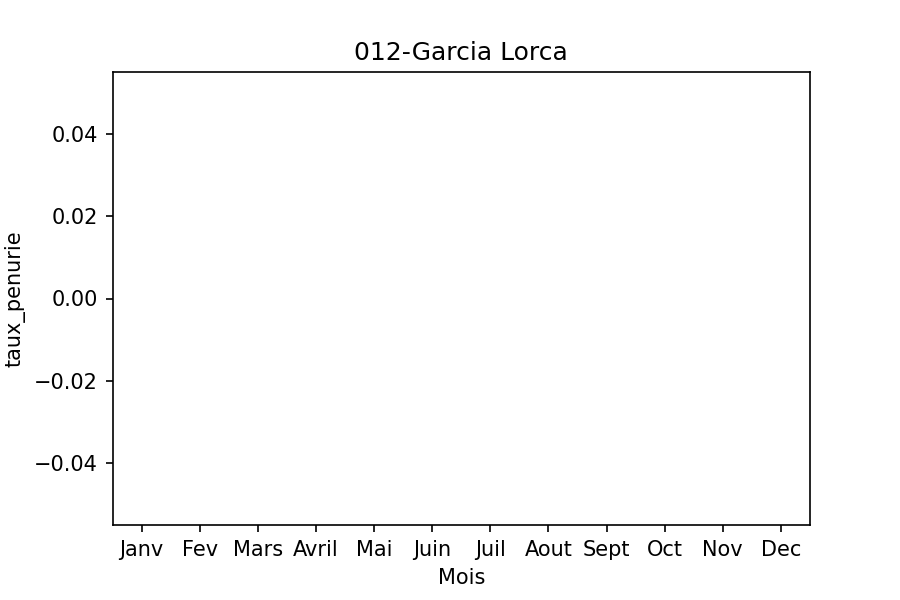 012-Garcia Lorca
0.04
0.02
0.00
−0.02
−0.04
taux_penurie
Janv Fev Mars Avril Mai Juin Juil Aout Sept Oct Nov Dec
Mois